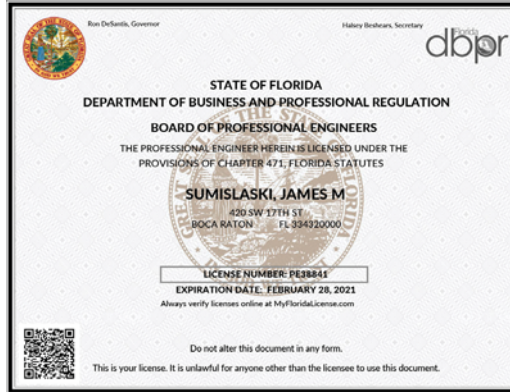 Ron DeSantis, Governor
Halsey Beshears, Secretary
Florida
dbpr
STATE OF FLORIDA
DEPARTMENT OF BUSINESS AND PROFESSIONAL REGULATION
BOARD OF PROFESSIONAL ENGINEERS
THE PROFESSIONAL ENGINEER HEREIN IS LICENSED UNDER THE
PROVISIONS OF CHAPTER 471, FLORIDA STATUTES
SUMISLASKI, JAMES M
420 SW 17TH ST
BOCA RATON FL 334320000
LICENSE NUMBER: PE38841
EXPIRATION DATE: FEBRUARY 28, 2021
Always verify licenses online at MyFloridaLicense.com
Do not alter this document in any form.
This is your license. It is unlawful for anyone other than the licensee to use this document.